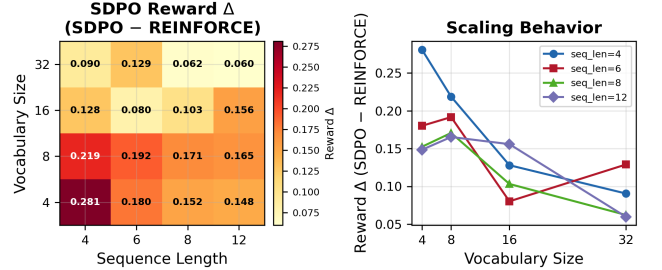 SDPO Reward Δ
(SDPO − REINFORCE)
Vocabulary Size
32
16
8
4
0.090 0.129 0.062 0.060
0.128 0.080 0.103 0.156
0.219 0.192 0.171 0.165
0.281 0.180 0.152 0.148
4 6 8 12
Sequence Length
0.275
0.250
0.225
0.200
0.175
0.150
0.125
0.100
0.075
Reward Δ
Scaling Behavior
Reward Δ (SDPO − REINFORCE)
0.25
0.20
0.15
0.10
0.05
seq_len=4
seq_len=6
seq_len=8
seq_len=12
4 8 16 32
Vocabulary Size